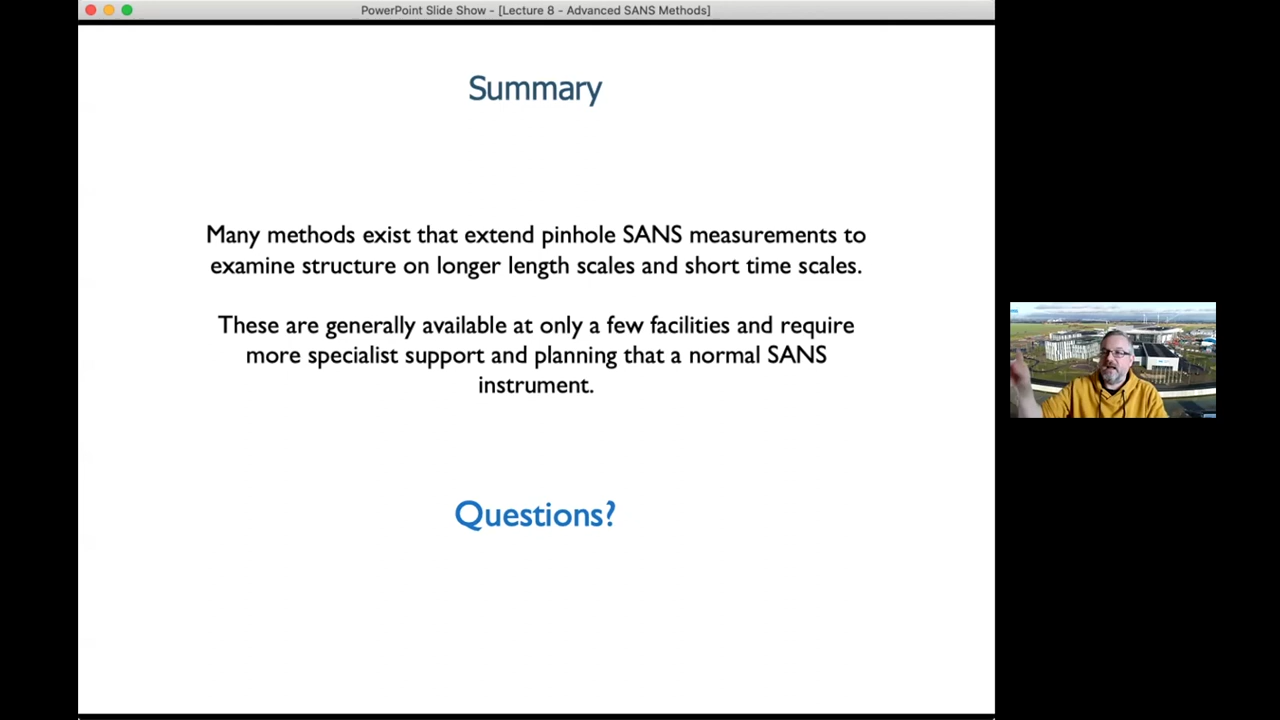 PowerPoint Slide Show - [Lecture 8 - Advanced SANS Methods]
Summary
Many methods exist that extend pinhole SANS measurements to
examine structure on longer length scales and short time scales.
These are generally available at only a few facilities and require
more specialist support and planning that a normal SANS
instrument.
Questions?